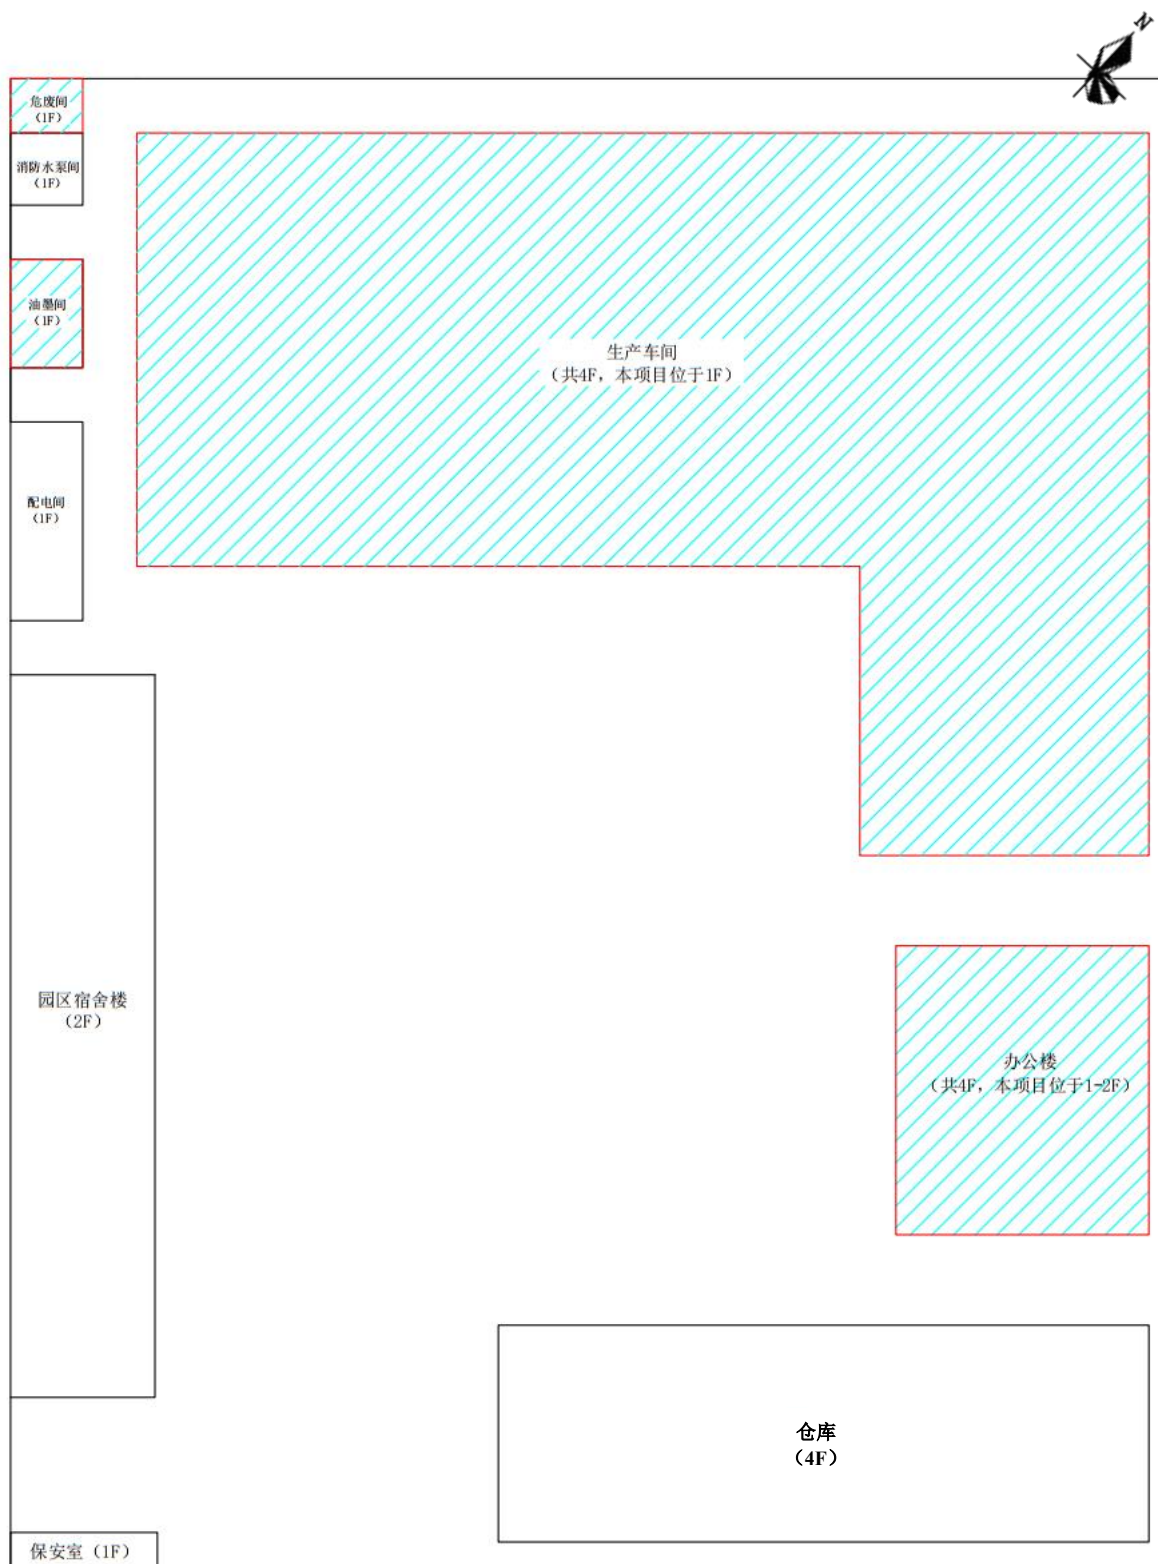 N
危废间
（1F）
消防水泵间
（1F）
油墨间
（1F）
生产车间
（共4F，本项目位于1F）
配电间
（1F）
园区宿舍楼
（2F）
办公楼
（共4F，本项目位于1-2F）
仓库
（4F）
保安室（1F）